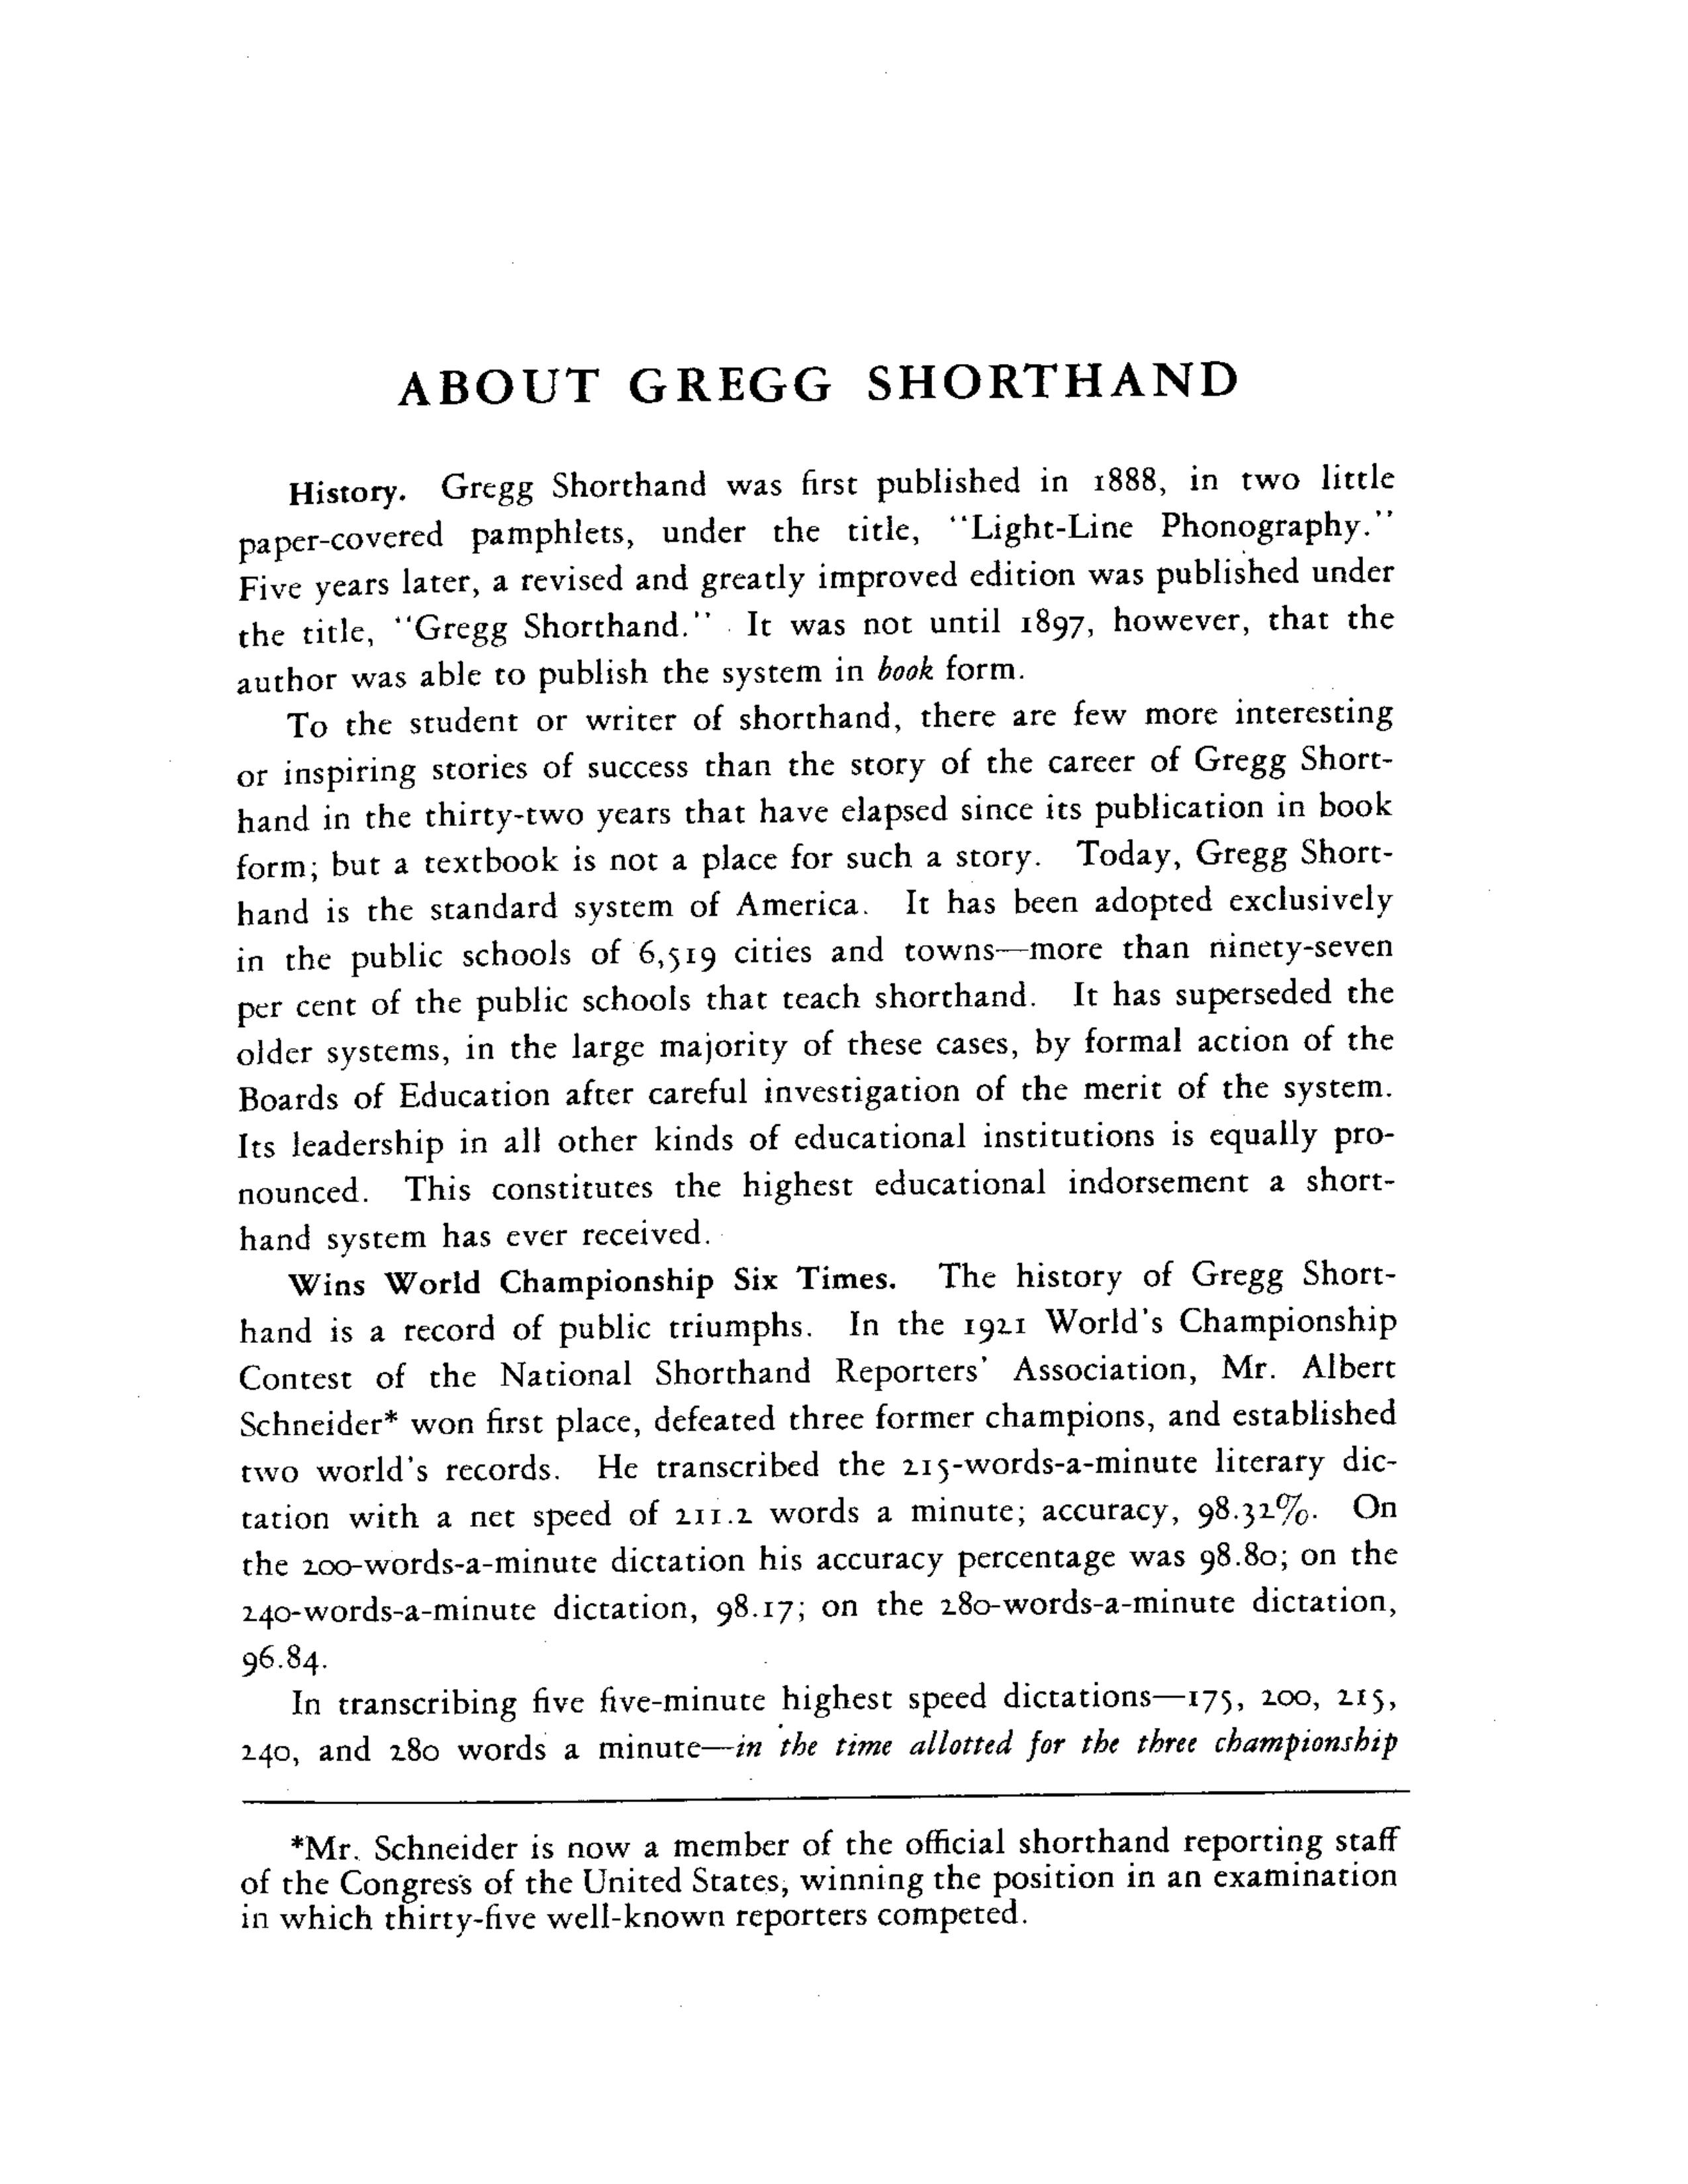 ABOUT GREGG SHORTHAND
History. Gregg Shorthand was first published in 1888, in two little
paper-covered pamphlets, under the title, "Light-Line Phonography."
Five years later, a revised and greatly improved edition was published under
the title, "Gregg Shorthand." It was not until 1897, however, that the
author was able to publish the system in book form.
To the student or writer of shorthand, there are few more interesting
or inspiring stories of success than the story of the career of Gregg Short-
hand in the thirty-two years that have elapsed since its publication in book
form; but a textbook is not a place for such a story. Today, Gregg Short-
hand is the standard system of America. It has been adopted exclusively
in the public schools of 6,519 cities and towns—more than ninety-seven
per cent of the public schools that teach shorthand. It has superseded the
older systems, in the large majority of these cases, by formal action of the
Boards of Education after careful investigation of the merit of the system.
Its leadership in all other kinds of educational institutions is equally pro-
nounced. This constitutes the highest educational indorsement a short-
hand system has ever received.
Wins World Championship Six Times. The history of Gregg Short-
hand is a record of public triumphs. In the 1921 World's Championship
Contest of the National Shorthand Reporters' Association, Mr. Albert
Schneider* won first place, defeated three former champions, and established
two world's records. He transcribed the 215-words-a-minute literary dic-
tation with a net speed of 211.2 words a minute; accuracy, 98.32%. On
the 200-words-a-minute dictation his accuracy percentage was 98.80; on the
240-words-a-minute dictation, 98.17; on the 280-words-a-minute dictation,
96.84.
In transcribing five five-minute highest speed dictations—175, 200, 215,
240, and 280 words a minute—in the time allotted for the three championship
*Mr. Schneider is now a member of the official shorthand reporting staff
of the Congress of the United States, winning the position in an examination
in which thirty-five well-known reporters competed.